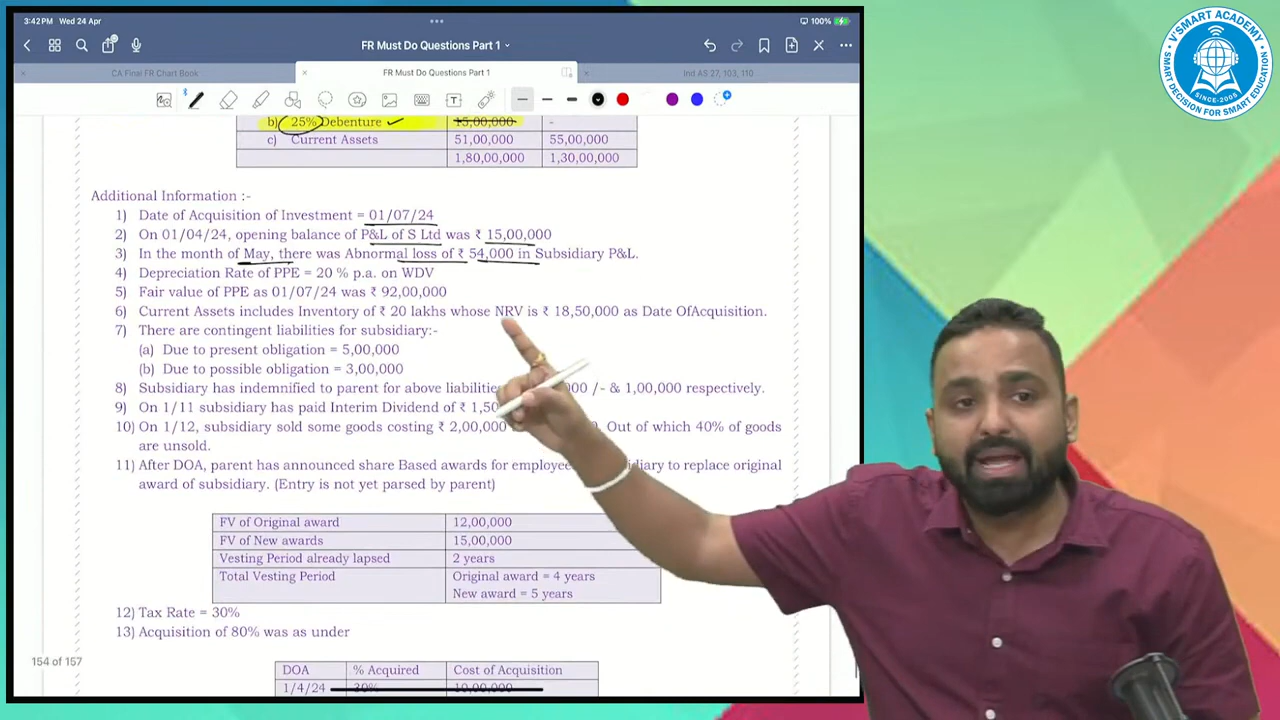 3:42 PM Wed 24 Apr
100%
FR Must Do Questions Part 1
CA Final FR Chart Book
FR Must Do Questions Part 1
Ind AS 27, 103, 110
b) 25% Debenture 15,00,000 -
c) Current Assets 51,00,000 55,00,000
1,80,00,000 1,30,00,000
Additional Information :-
1) Date of Acquisition of Investment = 01/07/24
2) On 01/04/24, opening balance of P&L of S Ltd was ₹ 15,00,000
3) In the month of May, there was Abnormal loss of ₹ 54,000 in Subsidiary P&L.
4) Depreciation Rate of PPE = 20 % p.a. on WDV
5) Fair value of PPE as 01/07/24 was ₹ 92,00,000
6) Current Assets includes Inventory of ₹ 20 lakhs whose NRV is ₹ 18,50,000 as Date OfAcquisition.
7) There are contingent liabilities for subsidiary:-
(a) Due to present obligation = 5,00,000
(b) Due to possible obligation = 3,00,000
8) Subsidiary has indemnified to parent for above /- & 1,00,000 respectively.
9) On 1/11 subsidiary has paid Interim Dividend of ₹
10) On 1/12, subsidiary sold some goods costing ₹ 2,00,000 Out of which 40% of goods
are unsold.
11) After DOA, parent has announced share Based awards for to replace original
award of subsidiary. (Entry is not yet parsed by parent)
FV of Original award 12,00,000
FV of New awards 15,00,000
Vesting Period already lapsed 2 years
Total Vesting Period Original award = 4 years
New award = 5 years
12) Tax Rate = 30%
13) Acquisition of 80% was as under
154 of 157
DOA % Acquired Cost of Acquisition
1/4/24 30% 10,00,000
V'SMART ACADEMY
SMART DECISION FOR SMART EDUCATION
SINCE-2005